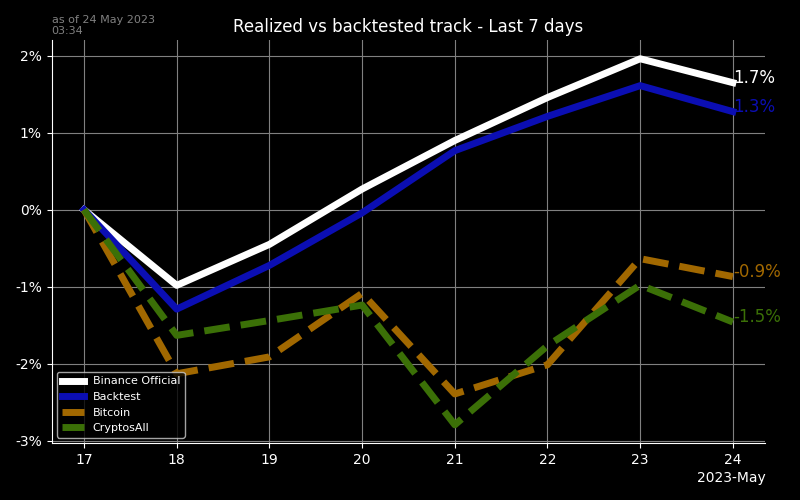 as of 24 May 2023
03:34
Realized vs backtested track - Last 7 days
2%
1%
0%
-1%
-2%
-3%
1.7%
1.3%
-0.9%
-1.5%
Binance Official
Backtest
Bitcoin
CryptosAll
17 18 19 20 21 22 23 24
2023-May